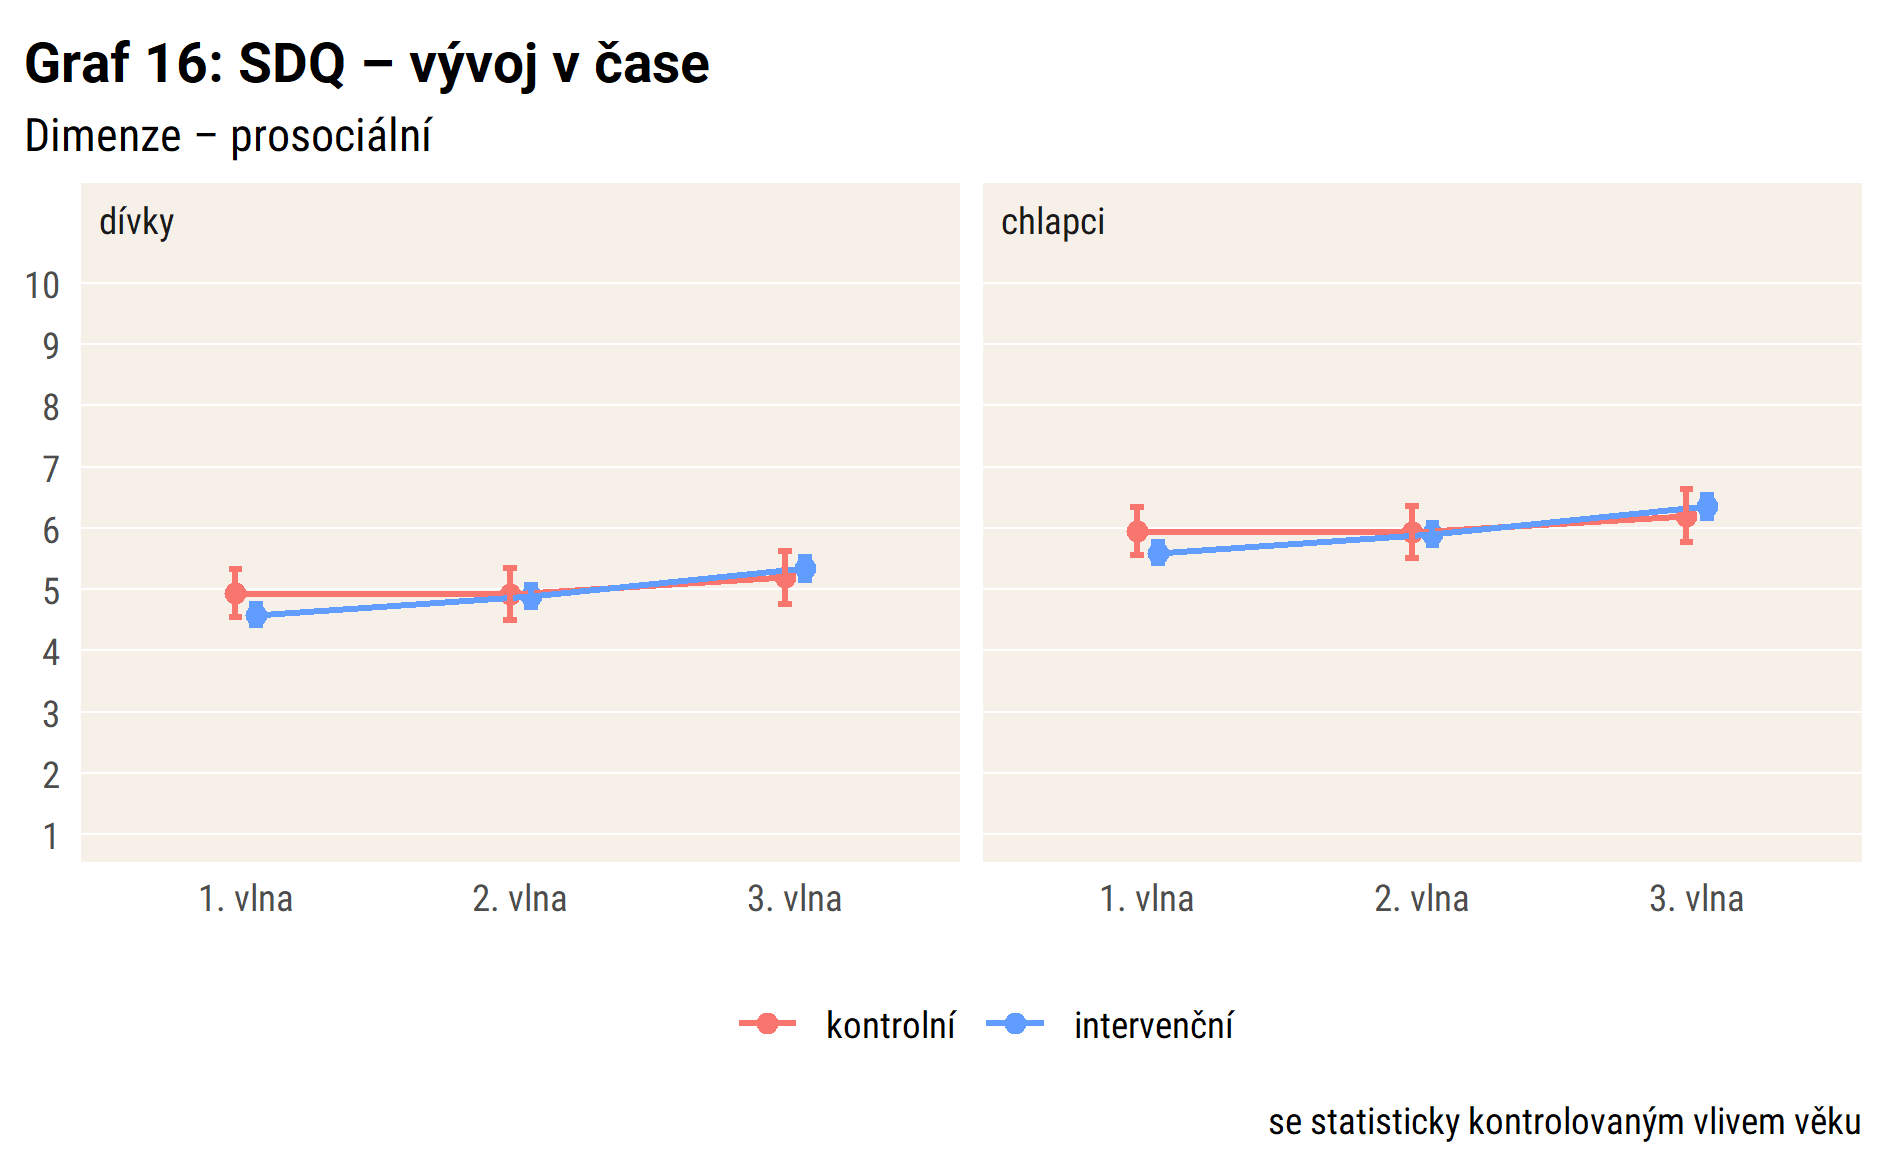 Graf 16: SDQ – vývoj v čase
Dimenze – prosociální
dívky
chlapci
10
9
8
7
6
5
4
3
2
1
1. vlna
2. vlna
3. vlna
1. vlna
2. vlna
3. vlna
kontrolní
intervenční
se statisticky kontrolovaným vlivem věku